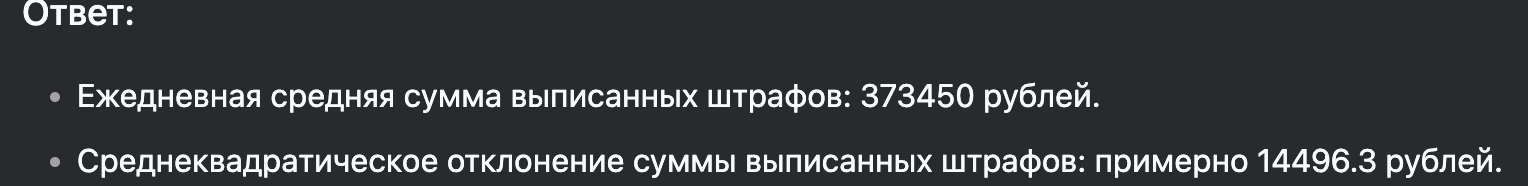 Ответ:
• Ежедневная средняя сумма выписанных штрафов: 373450 рублей.
• Среднеквадратическое отклонение суммы выписанных штрафов: примерно 14496.3 рублей.